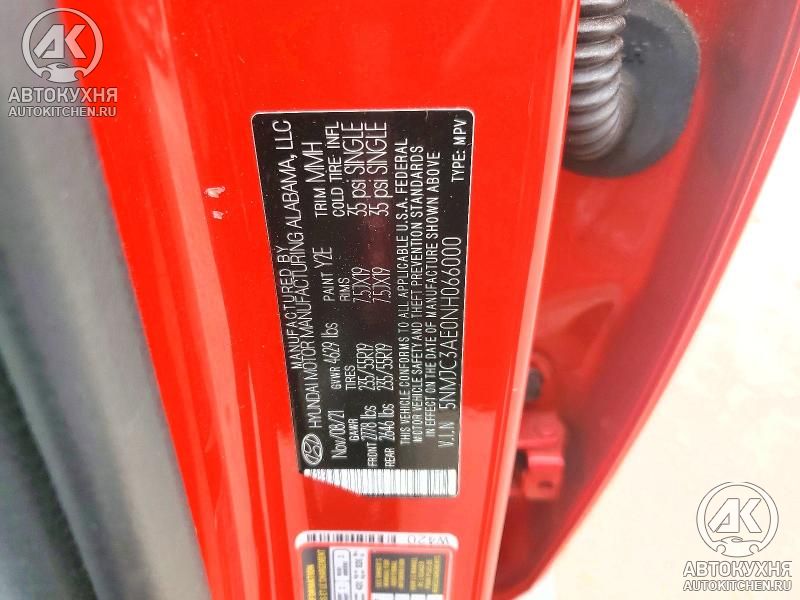 АВТОКУХНЯ
AUTOKITCHEN.RU
MANUFACTURED BY
HYUNDAI MOTOR MANUFACTURING ALABAMA, LLC
Nov/08/21 GVWR 4629 lbs PAINT Y2E TRIM MMH
GAWR TIRES RIMS COLD TIRE: INFL
FRONT 2778 lbs 235/55R19 7.5JX19 35 psi SINGLE
REAR 2646 lbs 235/55R19 7.5JX19 35 psi SINGLE
THIS VEHICLE CONFORMS TO ALL APPLICABLE U.S.A. FEDERAL
MOTOR VEHICLE SAFETY AND THEFT PREVENTION STANDARDS
IN EFFECT ON THE DATE OF MANUFACTURE SHOWN ABOVE
V.I.N 5NMJC3AE0NH066000 TYPE: MPV
W420
АВТОКУХНЯ
AUTOKITCHEN.RU